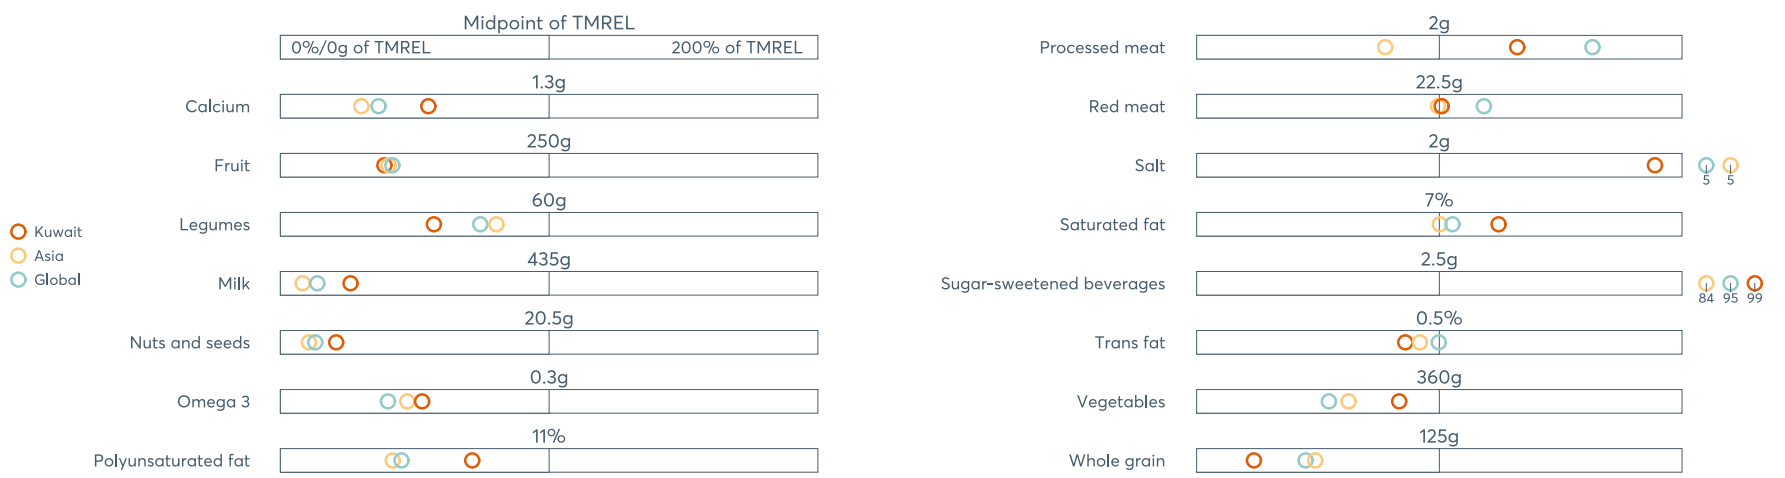 Midpoint of TMREL
0%/0g of TMREL 200% of TMREL
Calcium 1.3g
Fruit 250g
Legumes 60g
Milk 435g
Nuts and seeds 20.5g
Omega 3 0.3g
Polyunsaturated fat 11%
Kuwait
Asia
Global
Processed meat 2g
Red meat 22.5g
Salt 2g
5 5
Saturated fat 7%
Sugar-sweetened beverages 2.5g
84 95 99
Trans fat 0.5%
Vegetables 360g
Whole grain 125g